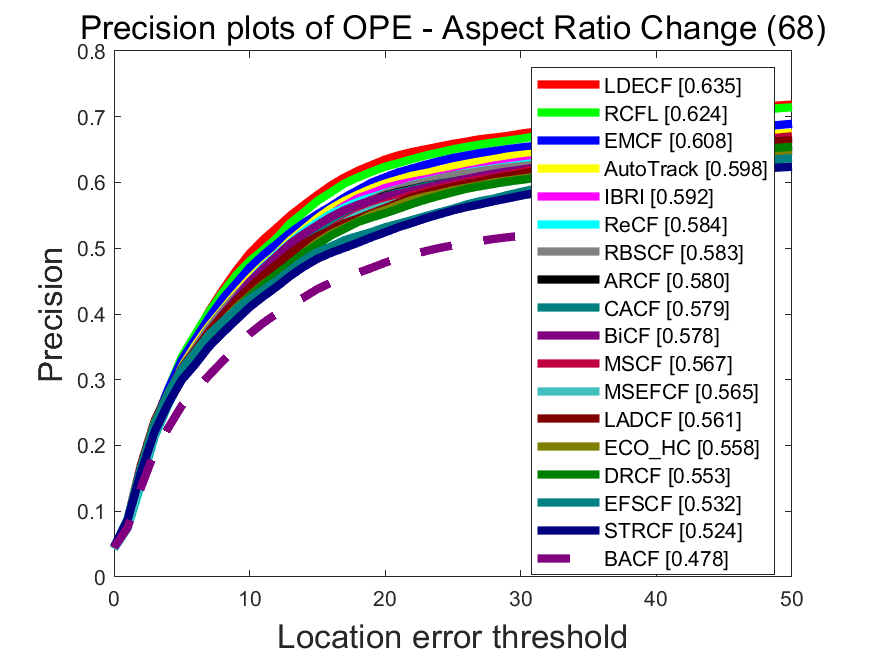 Precision plots of OPE - Aspect Ratio Change (68)
0.8
0.7
0.6
0.5
0.4
0.3
0.2
0.1
0
Precision
LDECF [0.635]
RCFL [0.624]
EMCF [0.608]
AutoTrack [0.598]
IBRI [0.592]
ReCF [0.584]
RBSCF [0.583]
ARCF [0.580]
CACF [0.579]
BiCF [0.578]
MSCF [0.567]
MSEFCF [0.565]
LADCF [0.561]
ECO_HC [0.558]
DRCF [0.553]
EFSCF [0.532]
STRCF [0.524]
BACF [0.478]
0 10 20 30 40 50
Location error threshold